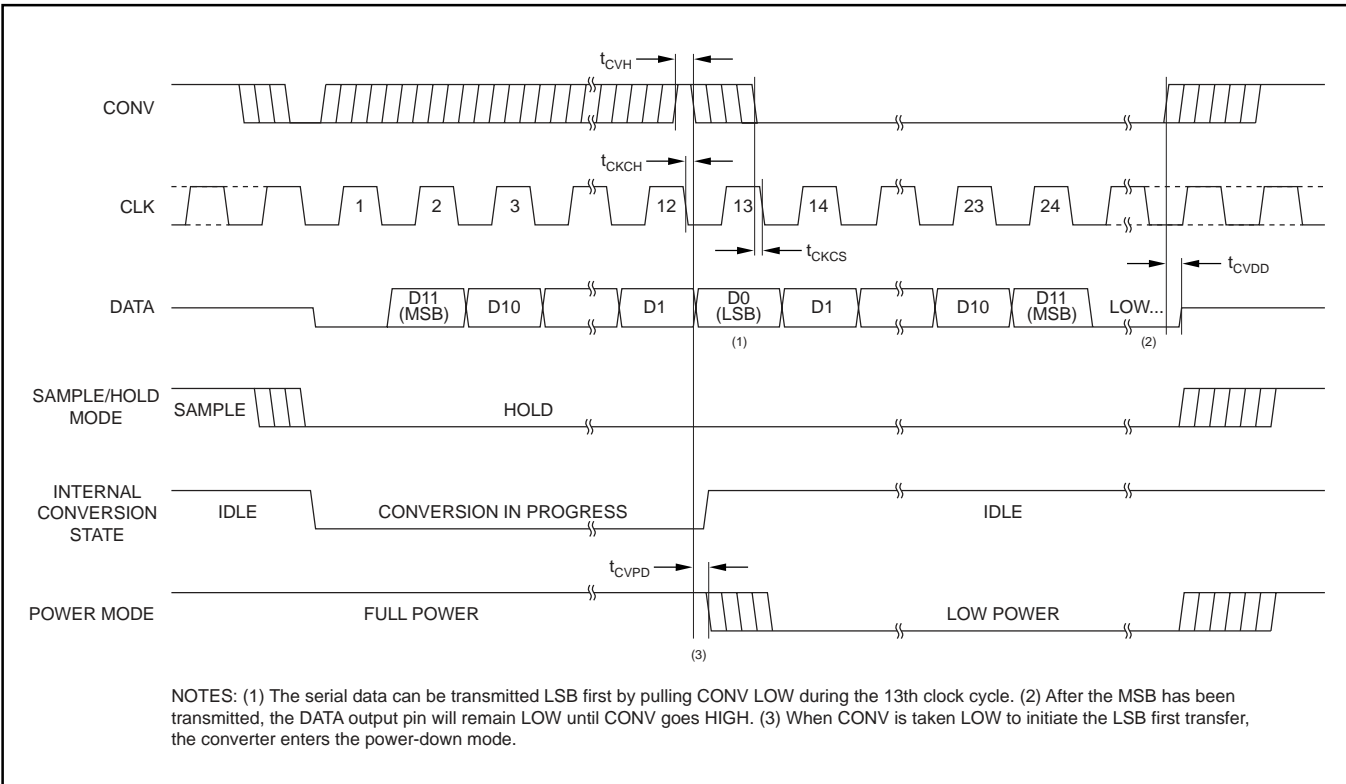 t_CVH
CONV
t_CKCH
CLK
1
2
3
12
13
14
23
24
t_CKCS
t_CVDD
DATA
D11
(MSB)
D10
D1
D0
(LSB)
D1
D10
D11
(MSB)
LOW...
(1)
(2)
SAMPLE/HOLD
MODE
SAMPLE
HOLD
INTERNAL
CONVERSION
STATE
IDLE
CONVERSION IN PROGRESS
IDLE
t_CVPD
POWER MODE
FULL POWER
LOW POWER
(3)
NOTES: (1) The serial data can be transmitted LSB first by pulling CONV LOW during the 13th clock cycle. (2) After the MSB has been
transmitted, the DATA output pin will remain LOW until CONV goes HIGH. (3) When CONV is taken LOW to initiate the LSB first transfer,
the converter enters the power-down mode.